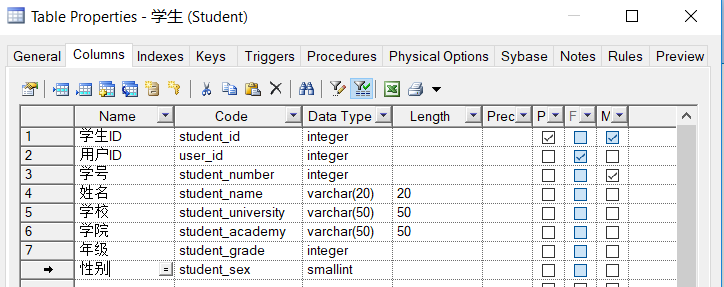 Table Properties - 学生 (Student)
General Columns Indexes Keys Triggers Procedures Physical Options Sybase Notes Rules Preview
Name Code Data Type Length Prec P F M
1 学生ID student_id integer
2 用户ID user_id integer
3 学号 student_number integer
4 姓名 student_name varchar(20) 20
5 学校 student_university varchar(50) 50
6 学院 student_academy varchar(50) 50
7 年级 student_grade integer
性别 = student_sex smallint